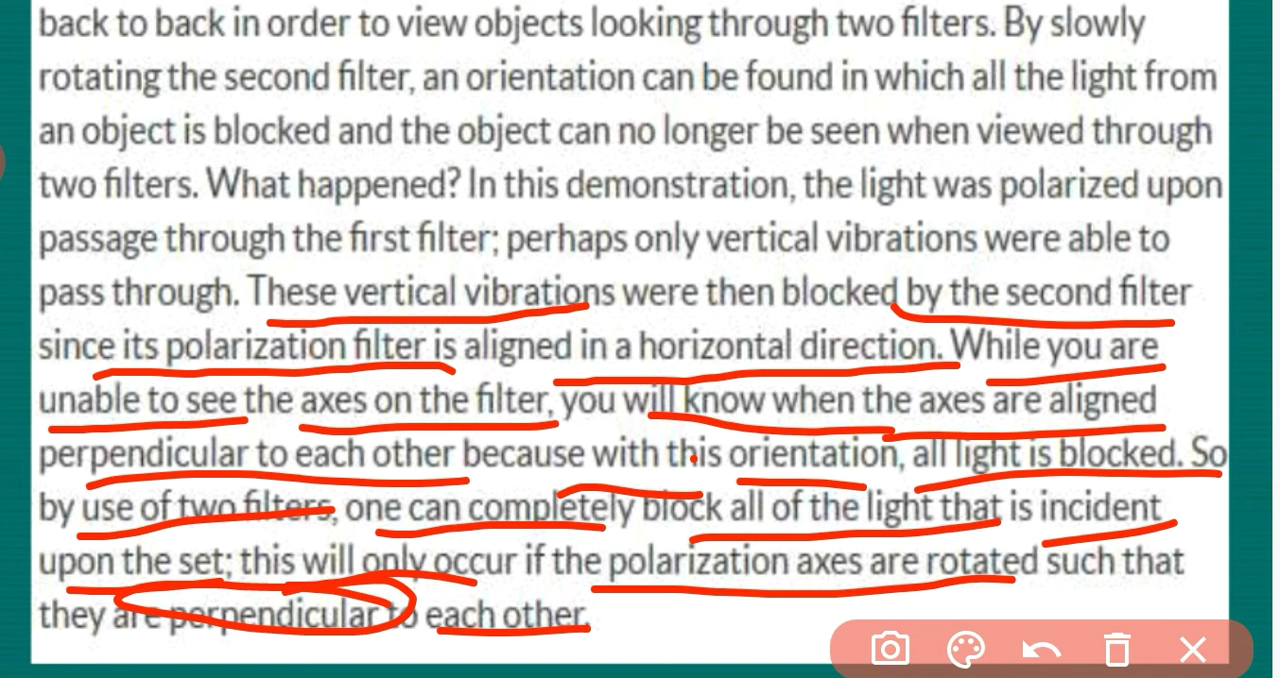 back to back in order to view objects looking through two filters. By slowly
rotating the second filter, an orientation can be found in which all the light from
an object is blocked and the object can no longer be seen when viewed through
two filters. What happened? In this demonstration, the light was polarized upon
passage through the first filter; perhaps only vertical vibrations were able to
pass through. These vertical vibrations were then blocked by the second filter
since its polarization filter is aligned in a horizontal direction. While you are
unable to see the axes on the filter, you will know when the axes are aligned
perpendicular to each other because with this orientation, all light is blocked. So
by use of two filters, one can completely block all of the light that is incident
upon the set; this will only occur if the polarization axes are rotated such that
they are perpendicular to each other.